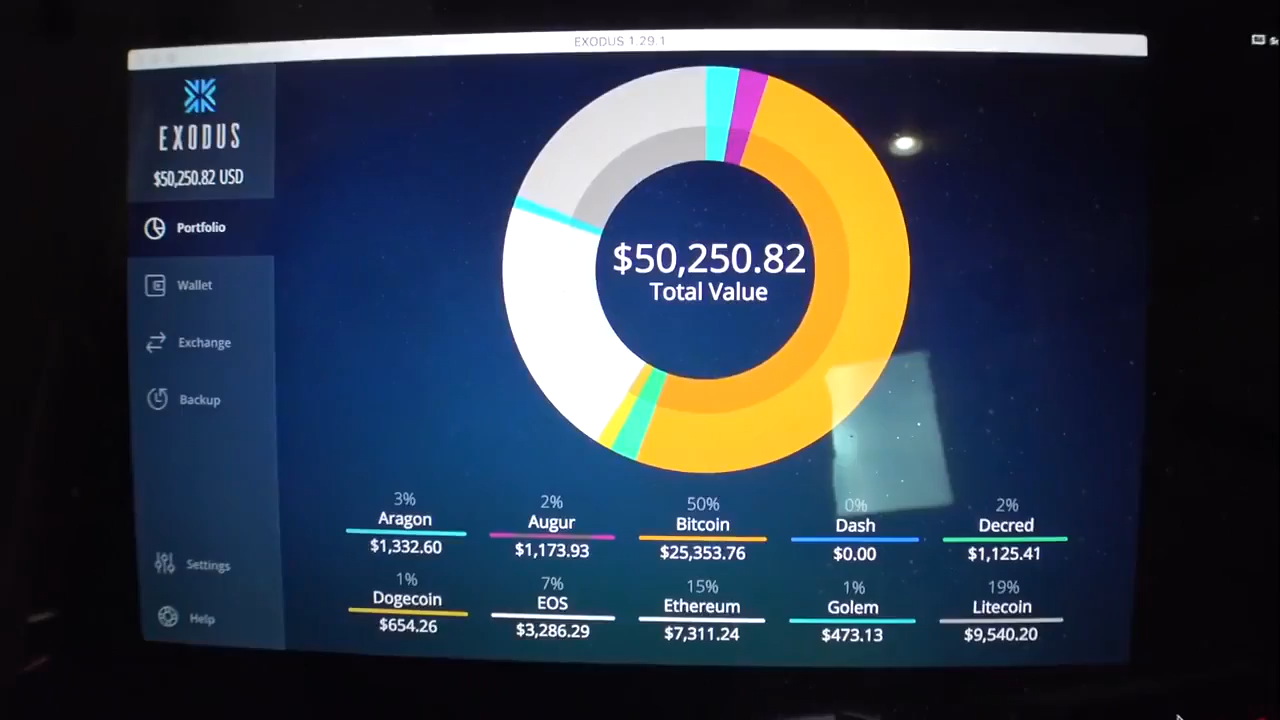 EXODUS 1.29.1
EXODUS
$50,250.82 USD
Portfolio
Wallet
Exchange
Backup
Settings
Help
$50,250.82
Total Value
3% 2% 50% 0% 2%
Aragon Augur Bitcoin Dash Decred
$1,332.60 $1,173.93 $25,353.76 $0.00 $1,125.41
1% 7% 15% 1% 19%
Dogecoin EOS Ethereum Golem Litecoin
$654.26 $3,286.29 $7,311.24 $473.13 $9,540.20